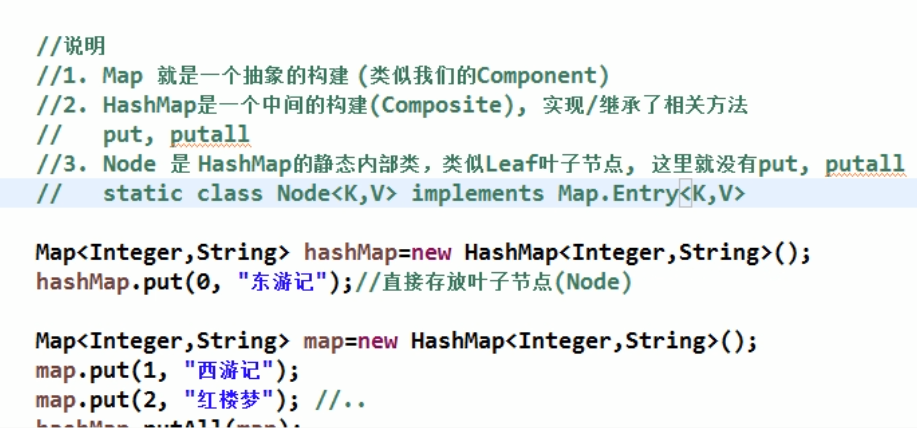 //说明
//1. Map 就是一个抽象的构建 (类似我们的Component)
//2. HashMap是一个中间的构建(Composite), 实现/继承了相关方法
//   put, putall
//3. Node 是 HashMap的静态内部类，类似Leaf叶子节点, 这里就没有put, putall
//   static class Node<K,V> implements Map.Entry<K,V>
Map<Integer,String> hashMap=new HashMap<Integer,String>();
hashMap.put(0, "东游记");//直接存放叶子节点(Node)
Map<Integer,String> map=new HashMap<Integer,String>();
map.put(1, "西游记");
map.put(2, "红楼梦"); //..
hashMap.putAll(map);